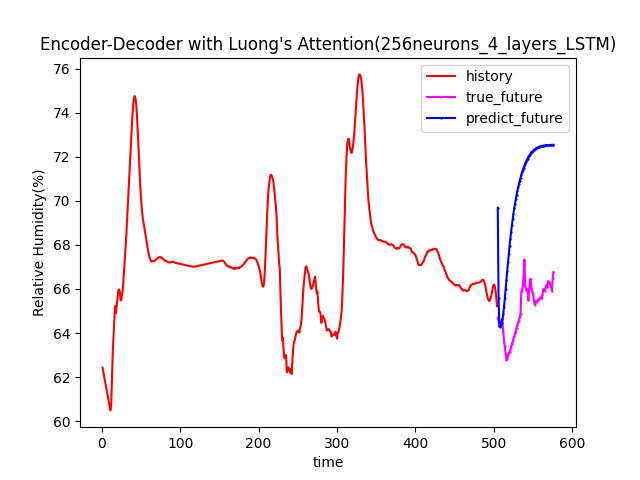 Encoder-Decoder with Luong's Attention(256neurons_4_layers_LSTM)
history
true_future
predict_future
Relative Humidity(%)
76
74
72
70
68
66
64
62
60
0 100 200 300 400 500 600
time